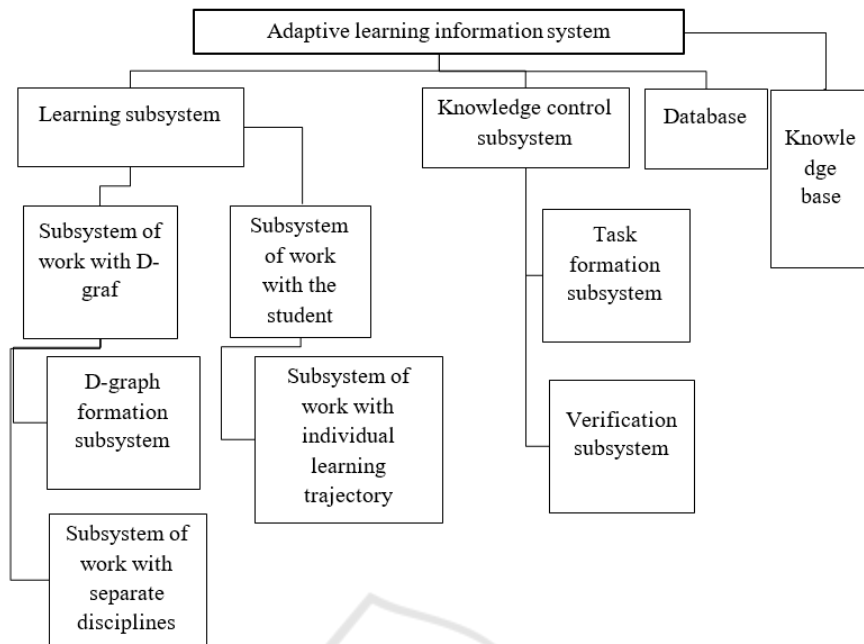 Adaptive learning information system
Learning subsystem
Knowledge control
subsystem
Database
Knowle
dge
base
Subsystem of
work with D-
graf
Subsystem
of work
with the
student
Task
formation
subsystem
D-graph
formation
subsystem
Subsystem of
work with
individual
learning
trajectory
Verification
subsystem
Subsystem of
work with
separate
disciplines